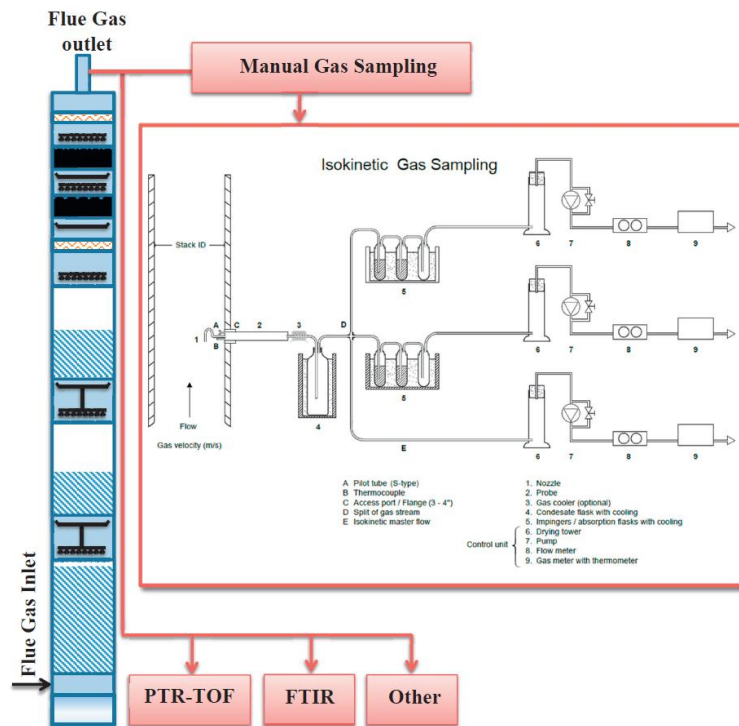 Flue Gas
outlet
Manual Gas Sampling
Isokinetic Gas Sampling
Stack ID
A
B
C
1
2
3
4
D
E
5
5
6
7
8
9
6
7
8
9
6
7
8
9
Flow
Gas velocity (m/s)
A Pilot tube (S-type)
B Thermocouple
C Access port / Flange (3 - 4")
D Split of gas stream
E Isokinetic master flow
1. Nozzle
2. Probe
3. Gas cooler (optional)
4. Condesate flask with cooling
5. Impingers / absorption flasks with cooling
Control unit
6. Drying tower
7. Pump
8. Flow meter
9. Gas meter with thermometer
Flue Gas Inlet
PTR-TOF
FTIR
Other